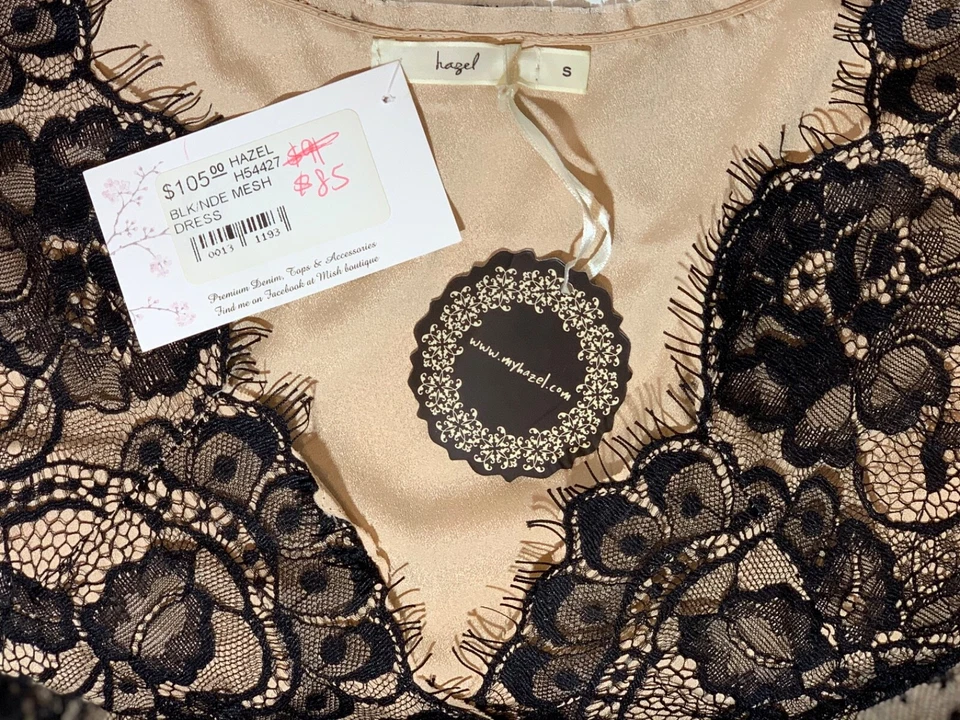 hazel
S
$105.00 HAZEL
H54427
BLK/NDE MESH
DRESS
0013 1193
$85
Premium Denim, Tops & Accessories
Find me on Facebook at Mish boutique
www.myhazel.com